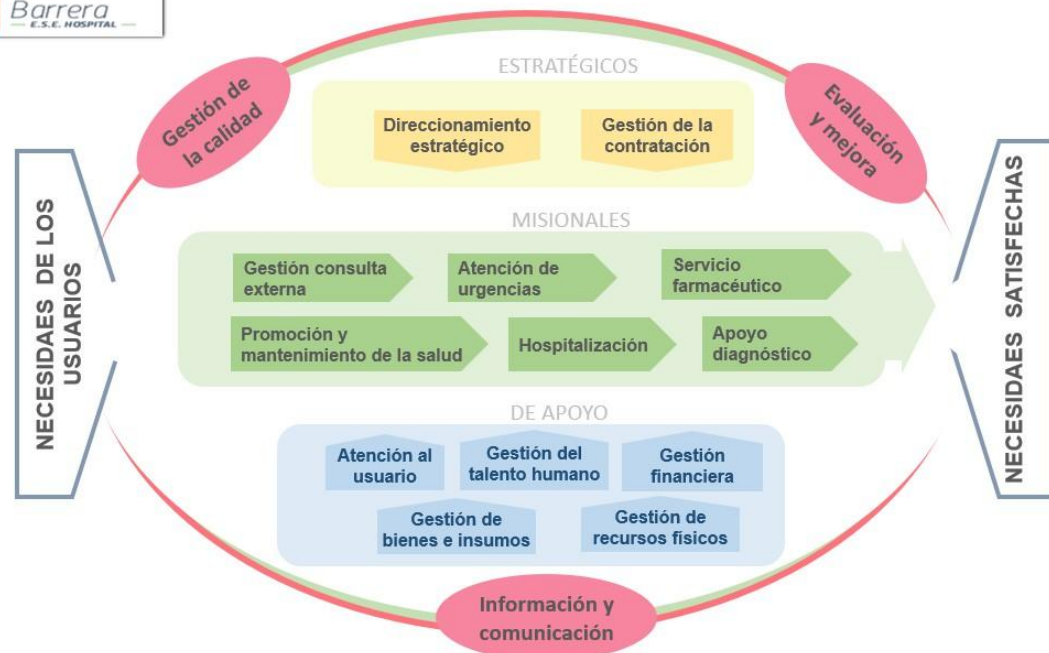 Barrera
E.S.E. HOSPITAL
ESTRATÉGICOS
Gestión de
la calidad
Evaluación
y mejora
Direccionamiento
estratégico
Gestión de la
contratación
NECESIDAES DE LOS
USUARIOS
MISIONALES
Gestión consulta
externa
Atención de
urgencias
Servicio
farmacéutico
Promoción y
mantenimiento de la salud
Hospitalización
Apoyo
diagnóstico
NECESIDAES SATISFECHAS
DE APOYO
Atención al
usuario
Gestión del
talento humano
Gestión
financiera
Gestión de
bienes e insumos
Gestión de
recursos físicos
Información y
comunicación